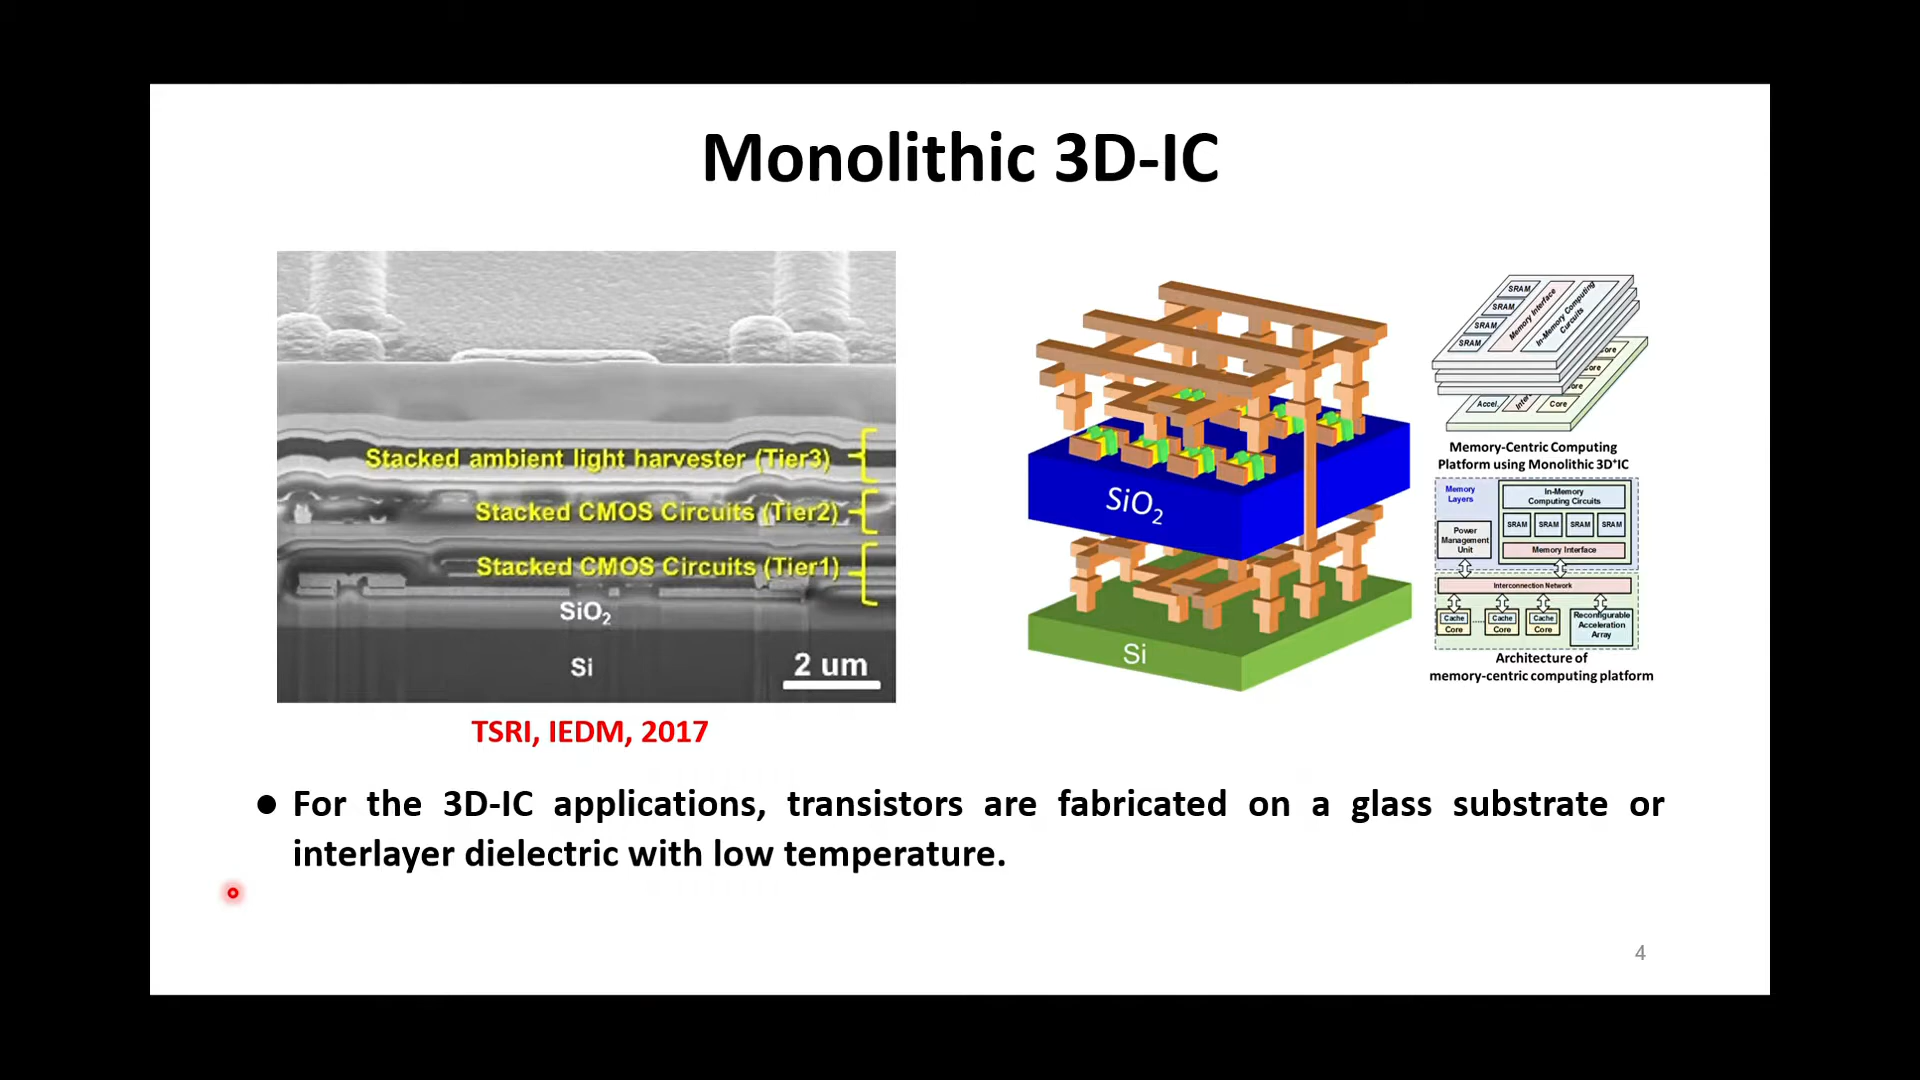 Monolithic 3D-IC
Stacked ambient light harvester (Tier3)
Stacked CMOS Circuits (Tier2)
Stacked CMOS Circuits (Tier1)
SiO2
Si
2 um
TSRI, IEDM, 2017
SiO2
Si
SRAM
SRAM
SRAM
SRAM
Memory Interface
In-Memory Computing
Circuits
Core
Accel.
Core
Memory-Centric Computing
Platform using Monolithic 3D+IC
Memory
Layers
In-Memory
Computing Circuits
SRAM SRAM SRAM SRAM
Power
Management
Unit
Memory Interface
Interconnection Network
Cache
Core
Cache
Core
Cache
Core
Reconfigurable
Acceleration
Array
Architecture of
memory-centric computing platform
● For the 3D-IC applications, transistors are fabricated on a glass substrate or
interlayer dielectric with low temperature.
4